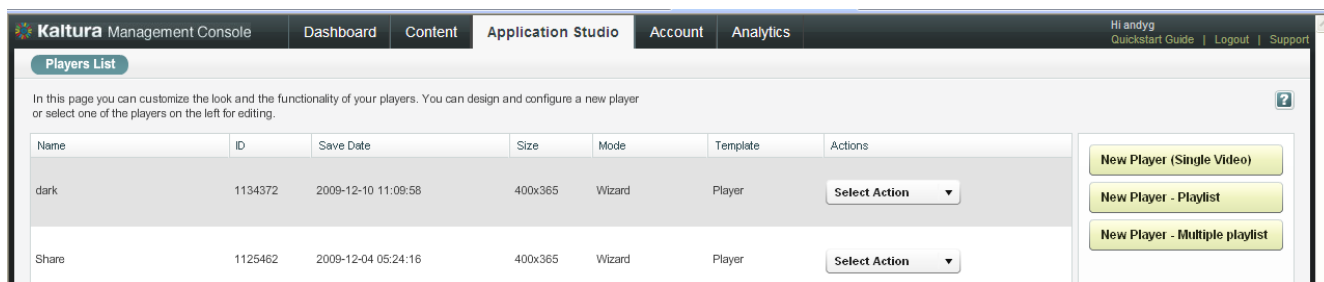 Kaltura Management Console Dashboard Content Application Studio Account Analytics Hi andyg
Quickstart Guide | Logout | Support
Players List
In this page you can customize the look and the functionality of your players. You can design and configure a new player
or select one of the players on the left for editing.
?
Name ID Save Date Size Mode Template Actions
New Player (Single Video)
dark 1134372 2009-12-10 11:09:58 400x365 Wizard Player Select Action
New Player - Playlist
New Player - Multiple playlist
Share 1125462 2009-12-04 05:24:16 400x365 Wizard Player Select Action